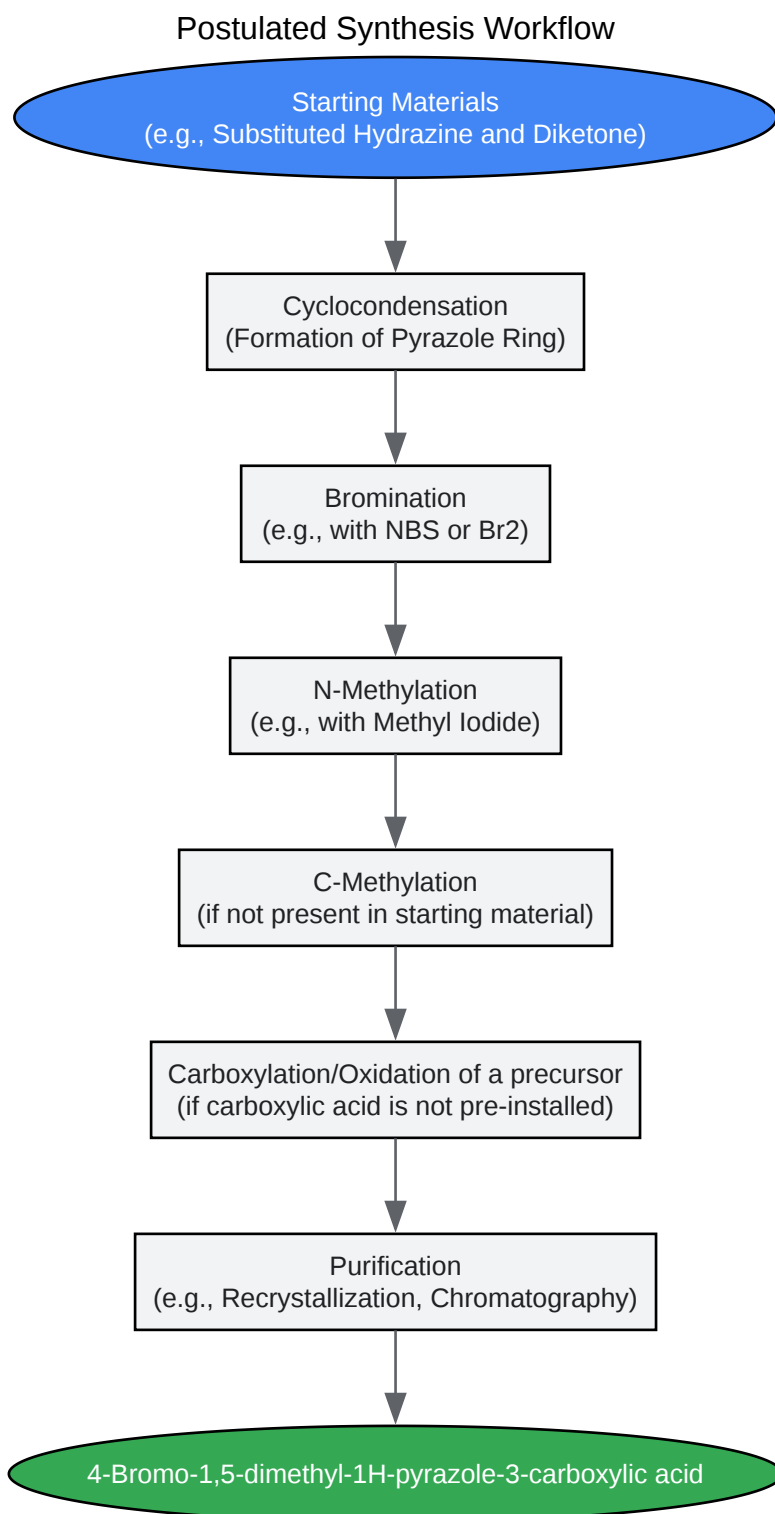 Postulated Synthesis Workflow
Starting Materials
(e.g., Substituted Hydrazine and Diketone)
Cyclocondensation
(Formation of Pyrazole Ring)
Bromination
(e.g., with NBS or Br2)
N-Methylation
(e.g., with Methyl Iodide)
C-Methylation
(if not present in starting material)
Carboxylation/Oxidation of a precursor
(if carboxylic acid is not pre-installed)
Purification
(e.g., Recrystallization, Chromatography)
4-Bromo-1,5-dimethyl-1H-pyrazole-3-carboxylic acid